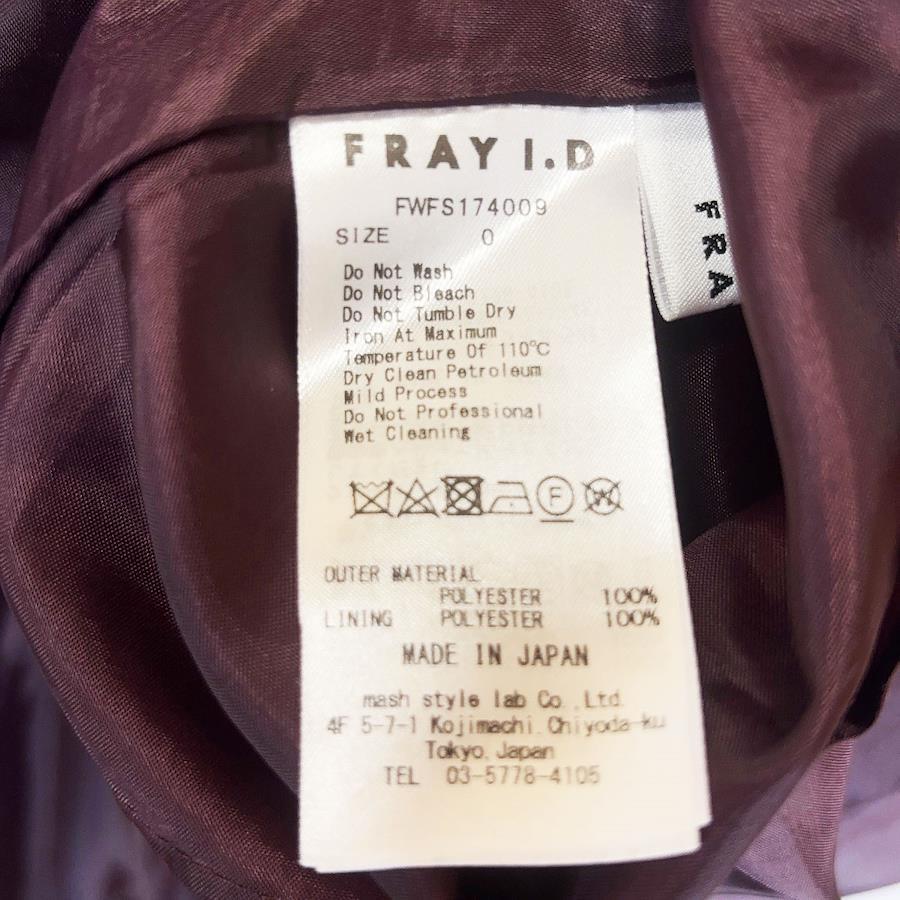 FRAY I.D
FRA
FWFS174009
SIZE 0
Do Not Wash
Do Not Bleach
Do Not Tumble Dry
Iron At Maximum
Temperature Of 110℃
Dry Clean Petroleum
Mild Process
Do Not Professional
Wet Cleaning
F
W
OUTER MATERIAL
POLYESTER 100%
LINING POLYESTER 100%
MADE IN JAPAN
mash style lab Co.,Ltd.
4F 5-7-1 Kojimachi,Chiyoda-ku
Tokyo,Japan
TEL 03-5778-4105